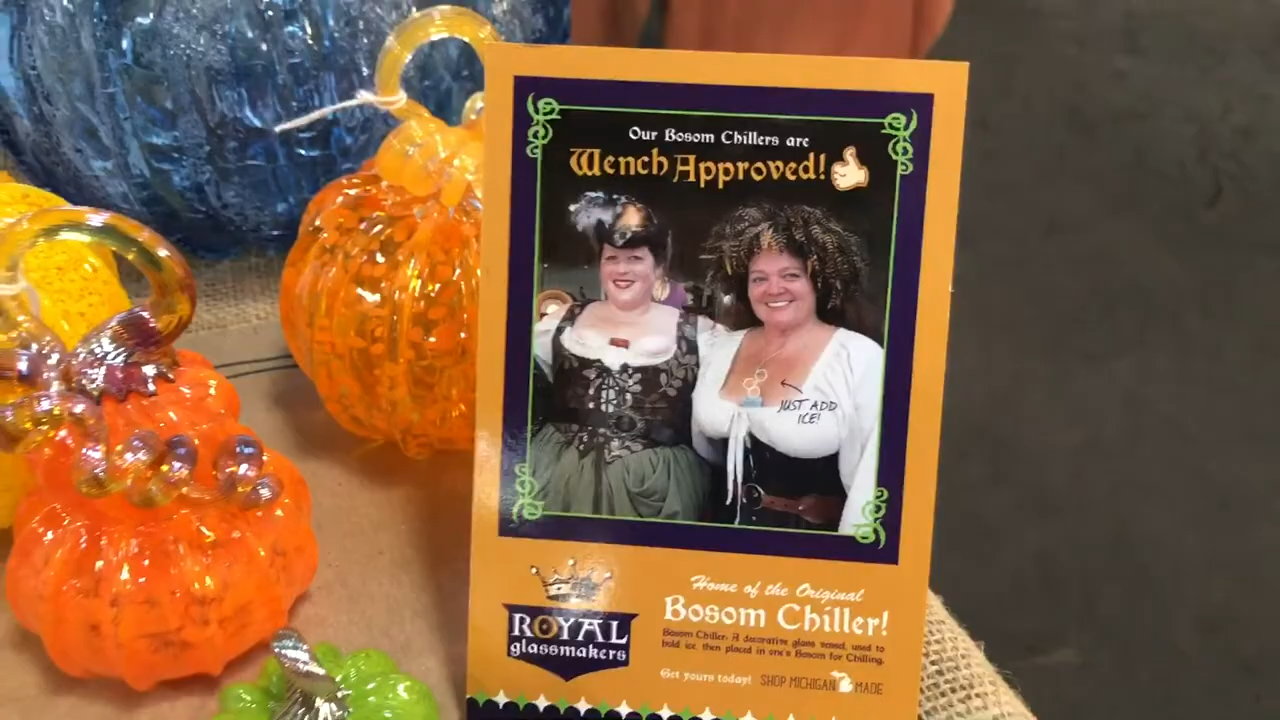 Our Bosom Chillers are
Wench Approved!
JUST ADD
ICE!
ROYAL
glassmakers
Home of the Original
Bosom Chiller!
Bosom Chiller: A decorative glass vessel, used to
hold ice, then placed in one's Bosom for Chilling.
Get yours today! SHOP MICHIGAN MADE